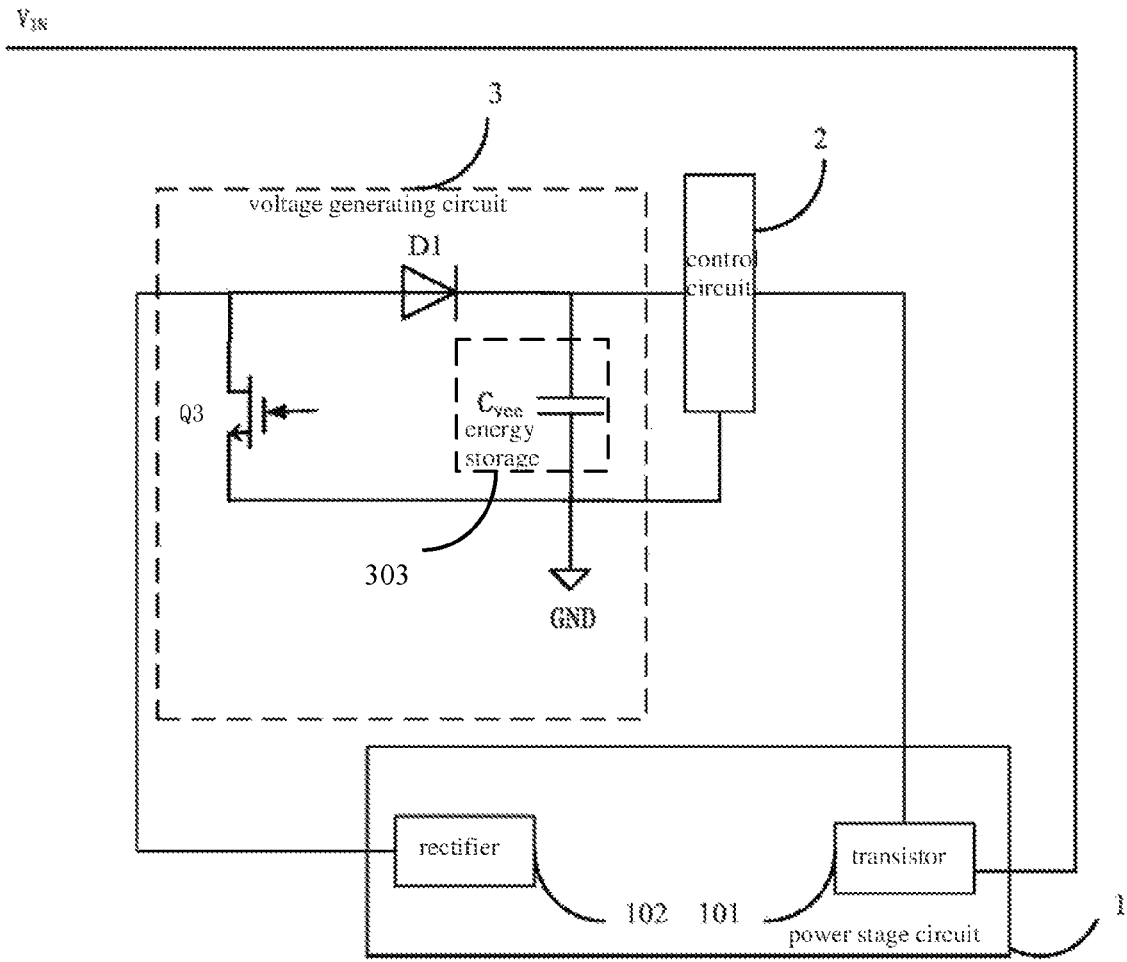 V_IN
3
2
voltage generating circuit
D1
control
circuit
Q3
C_vee
energy
storage
303
GND
rectifier
transistor
102
101
1
power stage circuit